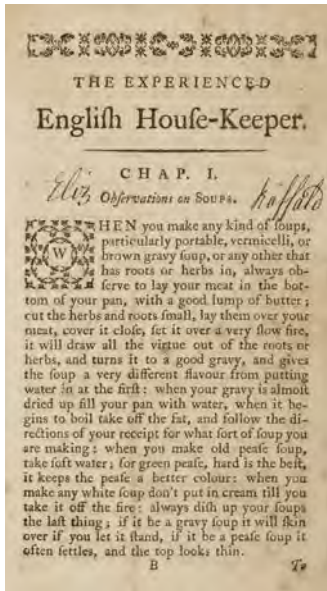 THE EXPERIENCED
Engliſh Houſe-Keeper.
CHAP. I.
Eliz Raffald
Obſervations on SOUPS.
WHEN you make any kind of ſoups,
particularly portable, vermicelli, or
brown gravy ſoup, or any other that
has roots or herbs in, always ob-
ſerve to lay your meat in the bot-
tom of your pan, with a good lump of butter;
cut the herbs and roots ſmall, lay them over your
meat, cover it cloſe, ſet it over a very ſlow fire,
it will draw all the virtue out of the roots or
herbs, and turns it to a good gravy, and gives
the ſoup a very different flavour from putting
water in at the firſt: when your gravy is almoſt
dried up fill your pan with water, when it be-
gins to boil take off the fat, and follow the di-
rections of your receipt for what ſort of ſoup you
are making: when you make old peaſe ſoup,
take ſoft water; for green peaſe, hard is the beſt,
it keeps the peaſe a better colour: when you
make any white ſoup don't put in cream till you
take it off the fire: always diſh up your ſoups
the laſt thing; if it be a gravy ſoup it will ſkin
over if you let it ſtand, if it be a peaſe ſoup it
often ſettles, and the top looks thin.
B To